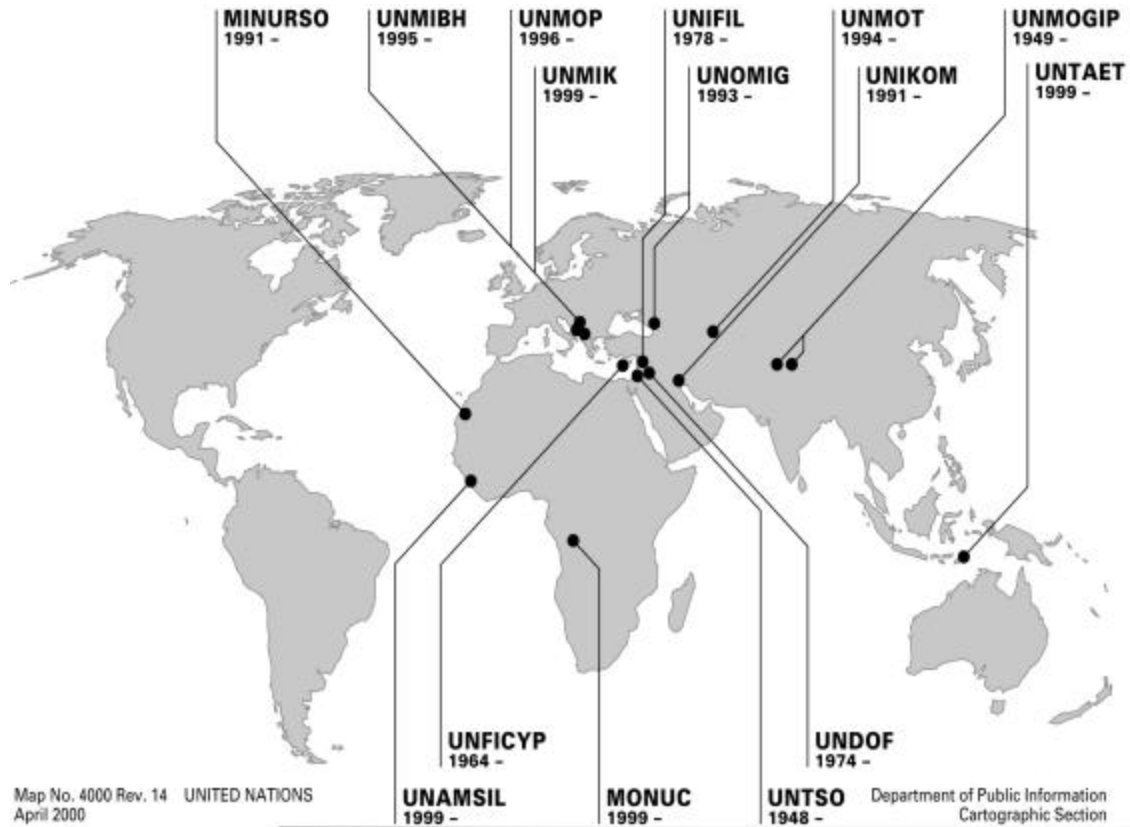 MINURSO
1991 -
UNMIBH
1995 -
UNMOP
1996 -
UNIFIL
1978 -
UNMOT
1994 -
UNMOGIP
1949 -
UNMIK
1999 -
UNOMIG
1993 -
UNIKOM
1991 -
UNTAET
1999 -
UNFICYP
1964 -
UNDOF
1974 -
Map No. 4000 Rev. 14 UNITED NATIONS
April 2000
UNAMSIL
1999 -
MONUC
1999 -
UNTSO
1948 -
Department of Public Information
Cartographic Section